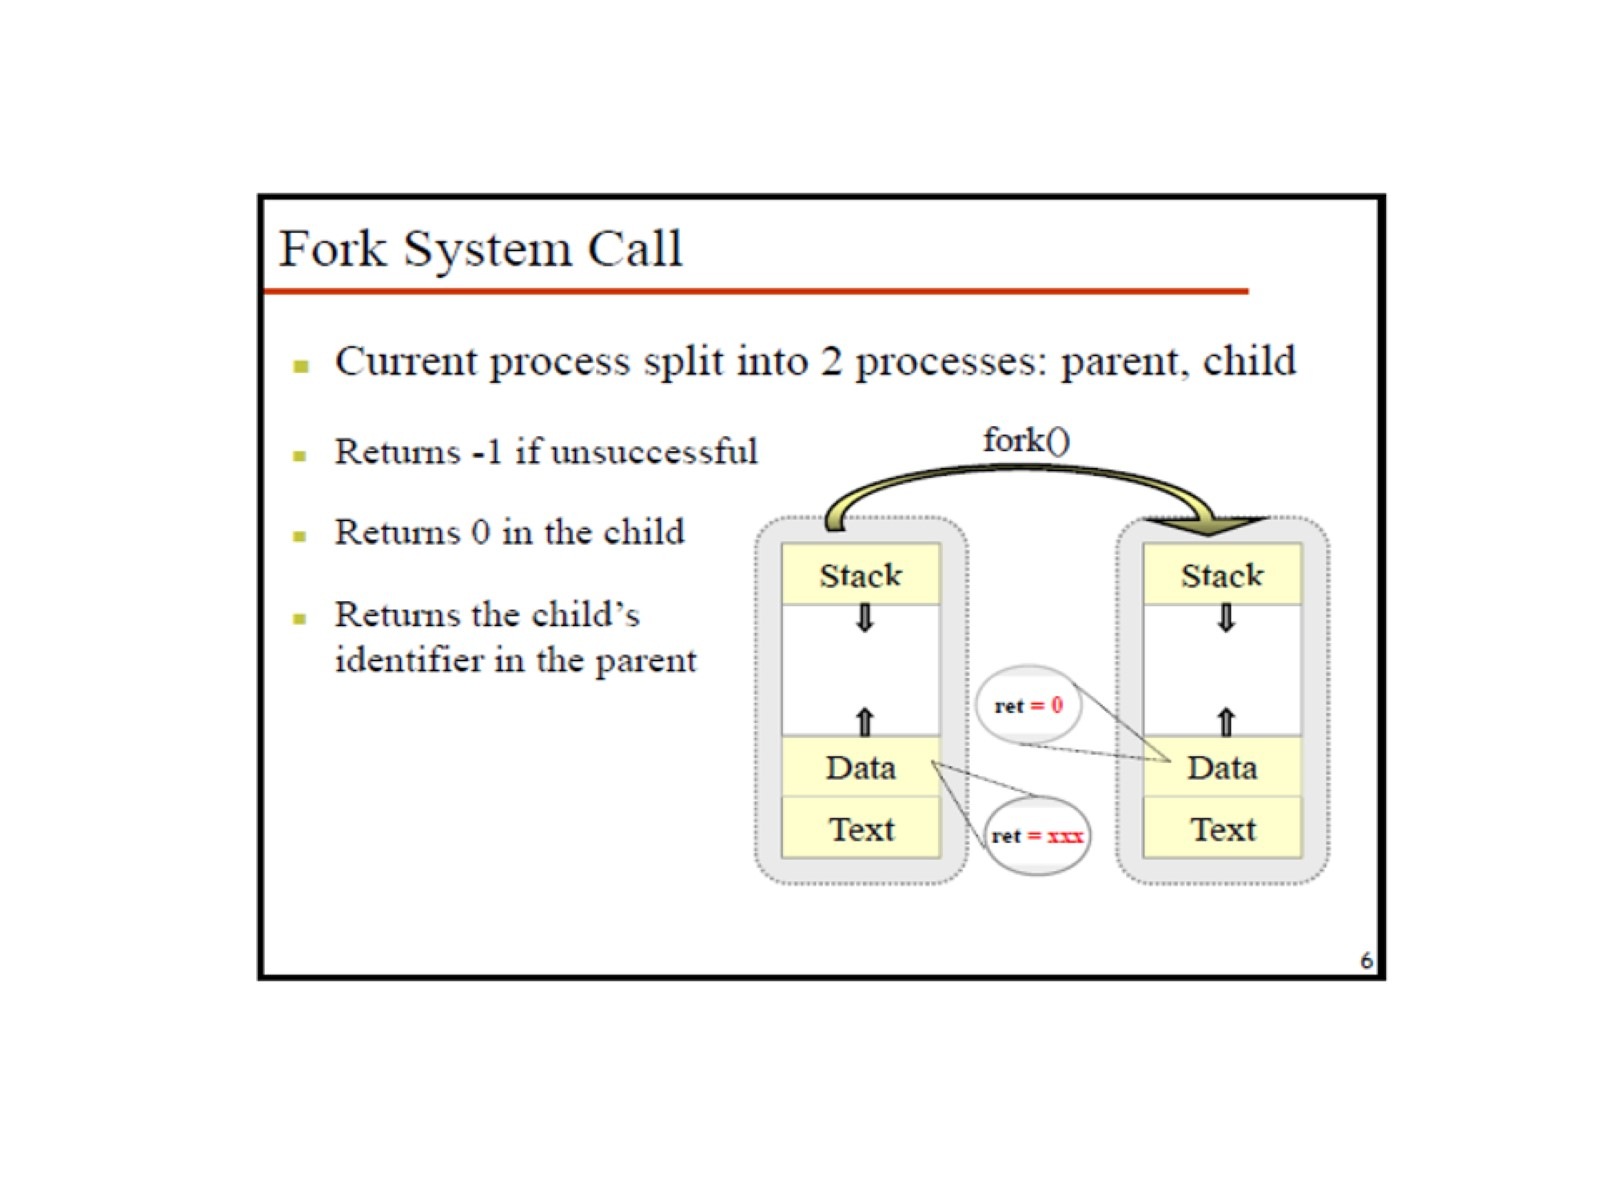 Fork System Call
Current process split into 2 processes: parent, child
Returns -1 if unsuccessful
Returns 0 in the child
Returns the child's
identifier in the parent
fork()
Stack
Stack
ret = 0
Data
Data
ret = xxx
Text
Text
6